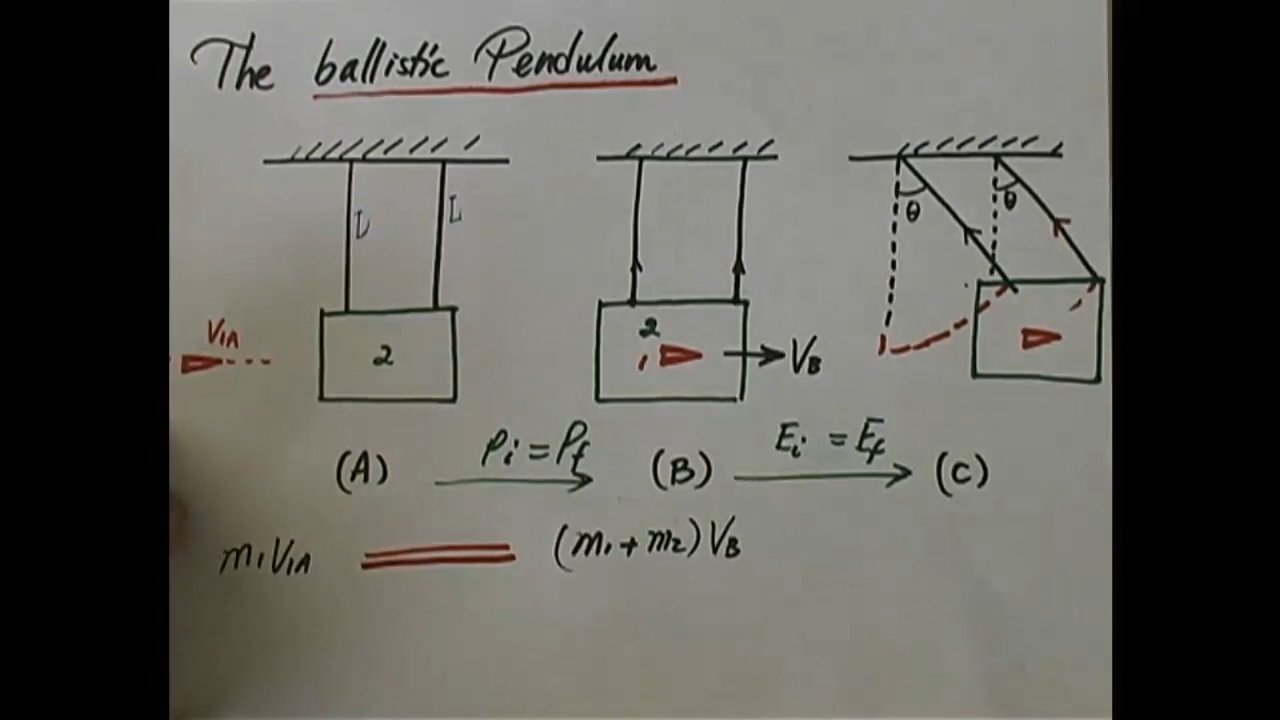 The ballistic Pendulum
L L
θ θ
V1A
2
2
1
VB
Pi = Pf
Ei = Ef
(A) (B) (C)
m1V1A = (m1+m2)VB